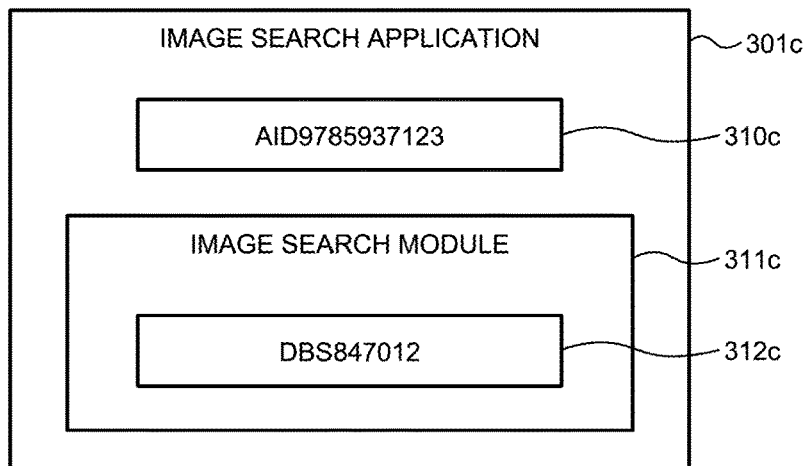 IMAGE SEARCH APPLICATION
301c
AID9785937123
310c
IMAGE SEARCH MODULE
311c
DBS847012
312c